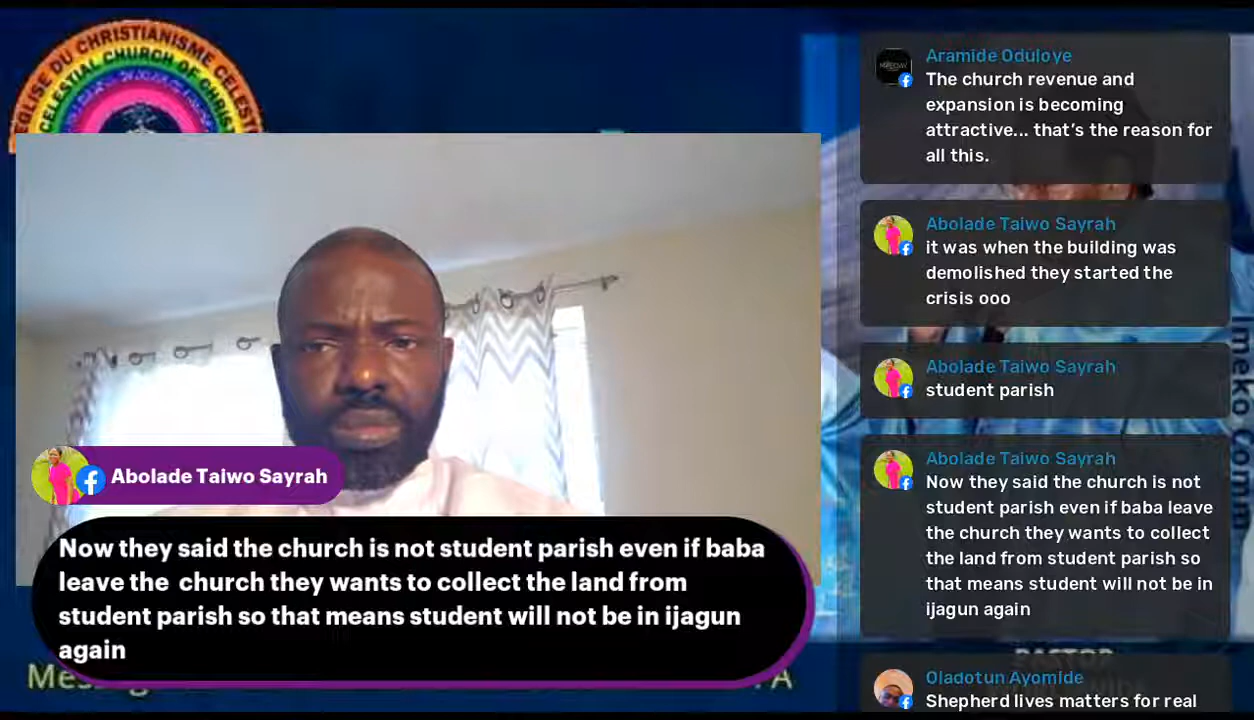 EGLISE DU CHRISTIANISME CELESTE
CELESTIAL CHURCH OF CHRIST
Abolade Taiwo Sayrah
Now they said the church is not student parish even if baba
leave the church they wants to collect the land from
student parish so that means student will not be in ijagun
again
Aramide Oduloye
The church revenue and
expansion is becoming
attractive... that's the reason for
all this.
Abolade Taiwo Sayrah
it was when the building was
demolished they started the
crisis ooo
Abolade Taiwo Sayrah
student parish
Abolade Taiwo Sayrah
Now they said the church is not
student parish even if baba leave
the church they wants to collect
the land from student parish so
that means student will not be in
ijagun again
Oladotun Ayomide
Shepherd lives matters for real
Imeko
PASTOR